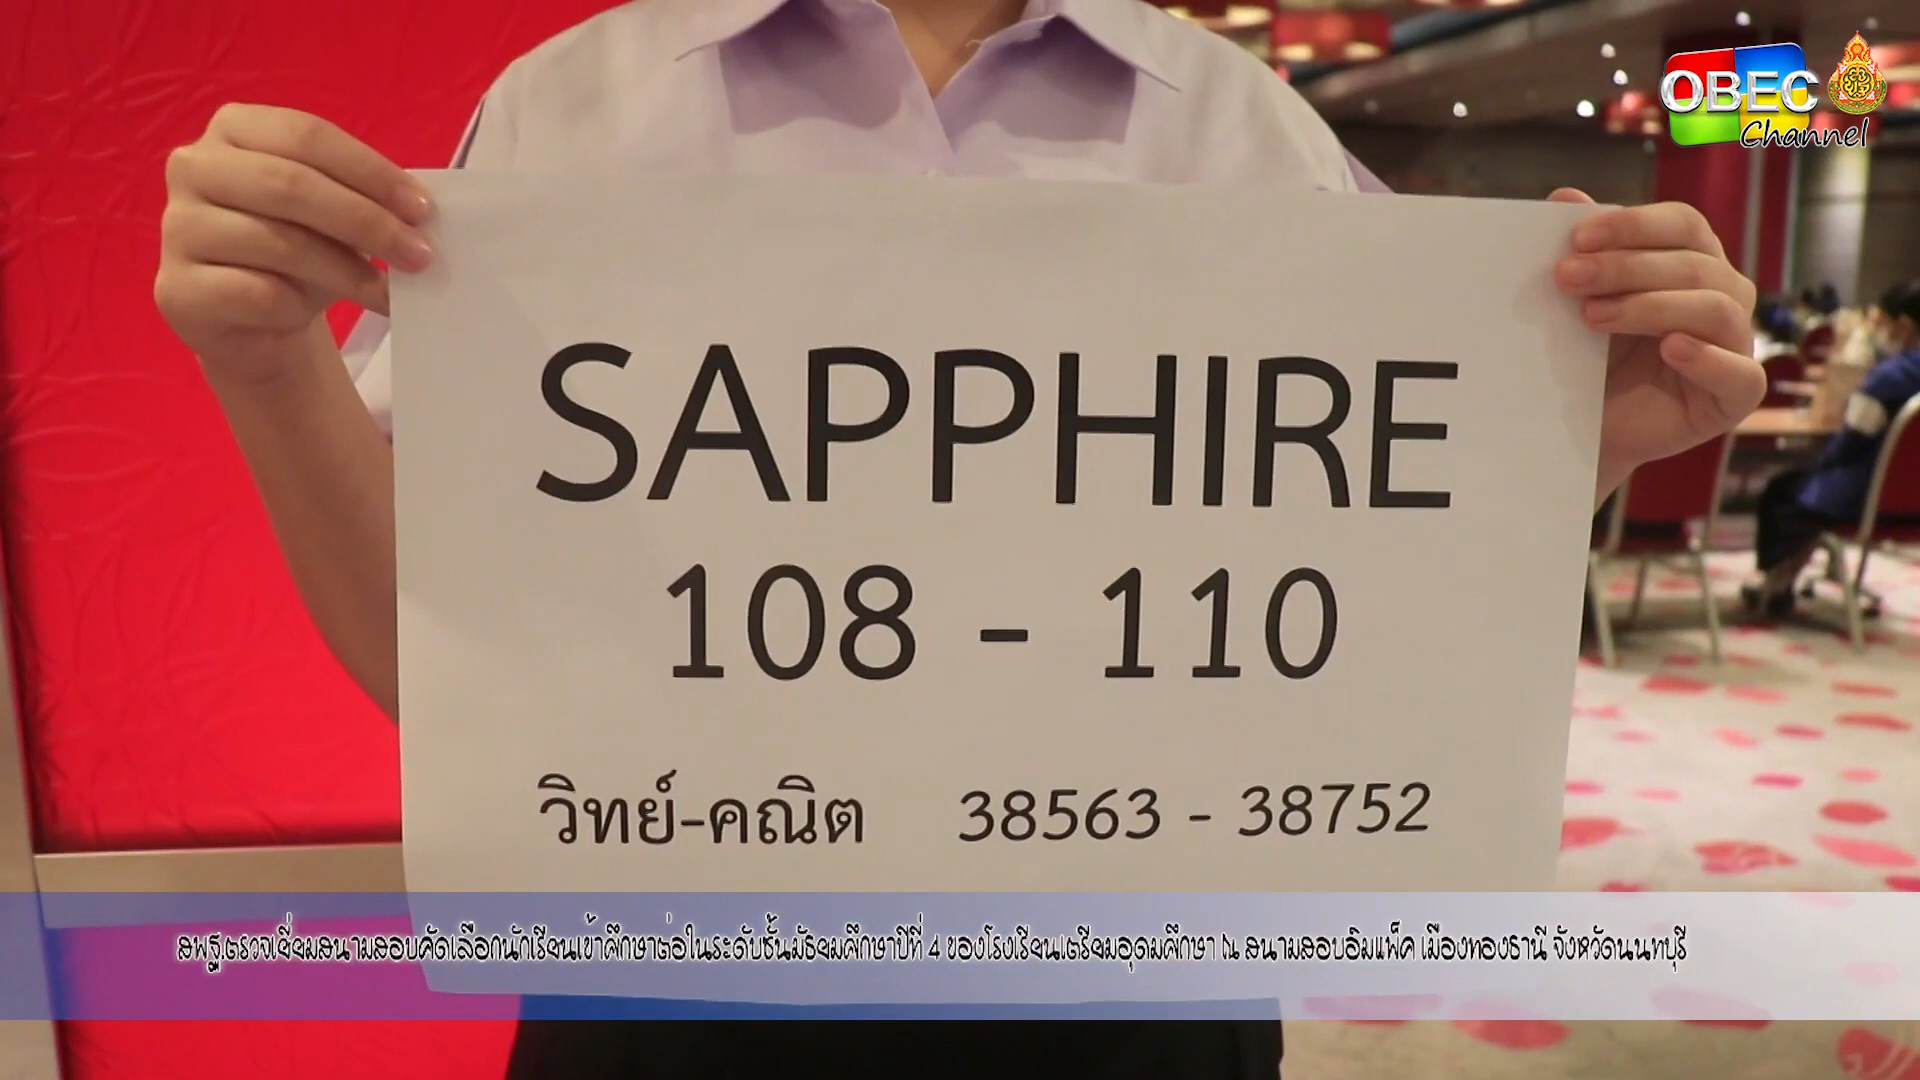 OBEC
Channel
SAPPHIRE
108 - 110
วิทย์-คณิต 38563 - 38752
สพฐ.ตรวจเยี่ยมสนามสอบคัดเลือกนักเรียนเข้าศึกษาต่อในระดับชั้นมัธยมศึกษาปีที่ 4 ของโรงเรียนเตรียมอุดมศึกษา ณ สนามสอบอิมแพ็ค เมืองทองธานี จังหวัดนนทบุรี